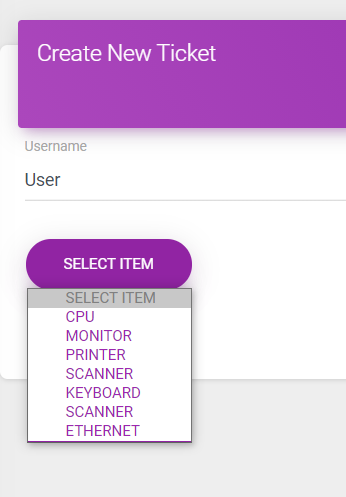 Create New Ticket
Username
User
SELECT ITEM
SELECT ITEM
CPU
MONITOR
PRINTER
SCANNER
KEYBOARD
SCANNER
ETHERNET